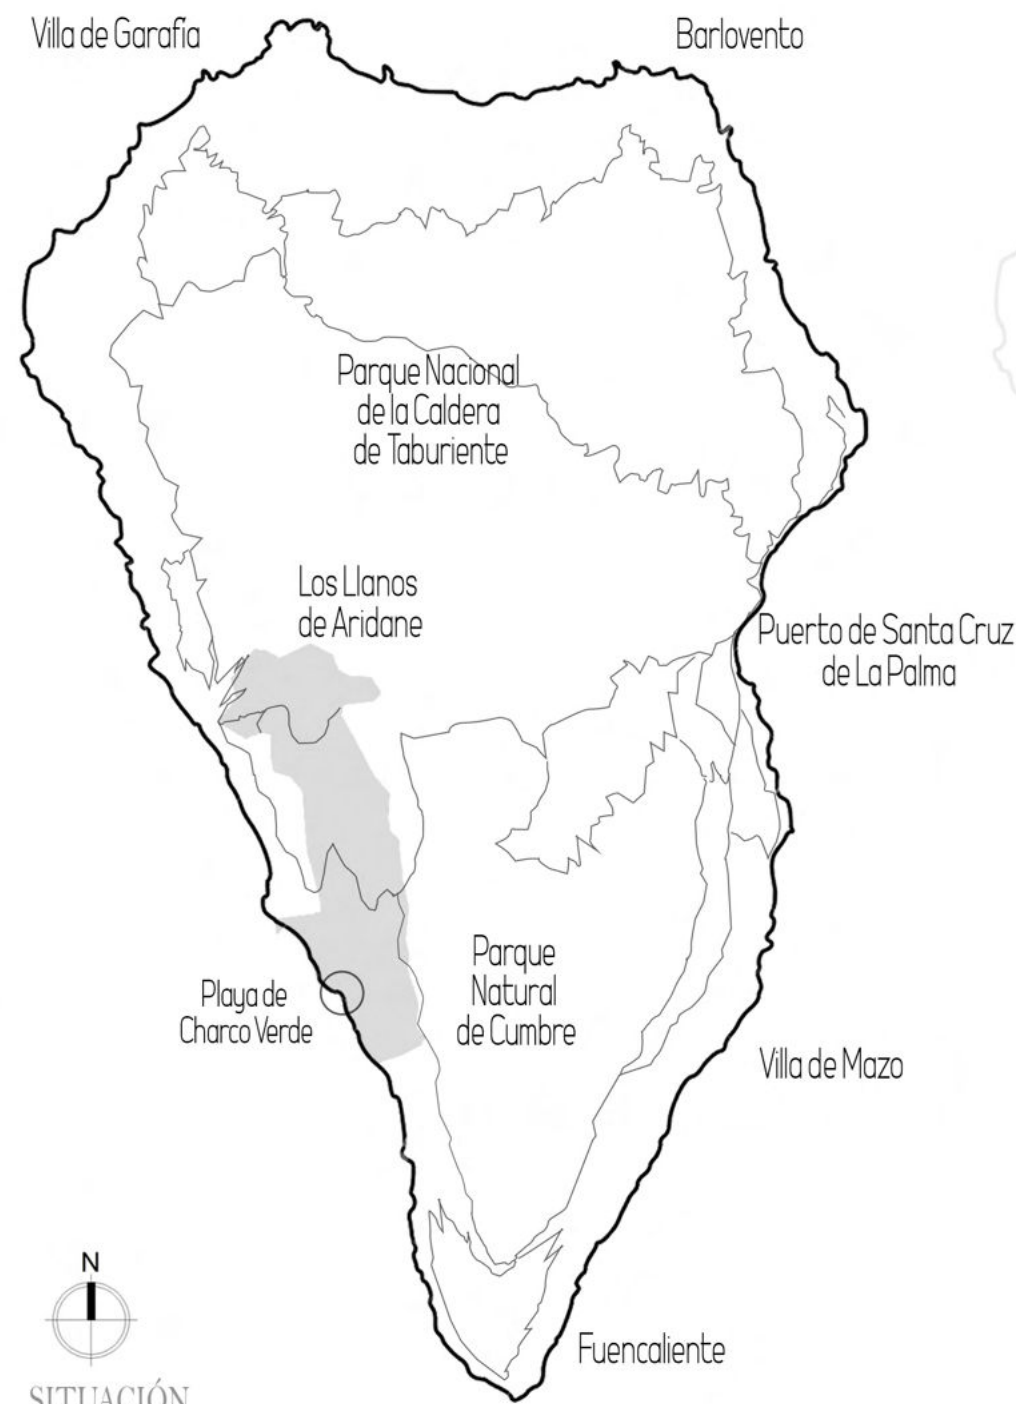 Villa de Garafía
Barlovento
Parque Nacional
de la Caldera
de Taburiente
Los Llanos
de Aridane
Puerto de Santa Cruz
de La Palma
Parque
Natural
de Cumbre
Playa de
Charco Verde
Villa de Mazo
N
Fuencaliente
SITUACIÓN